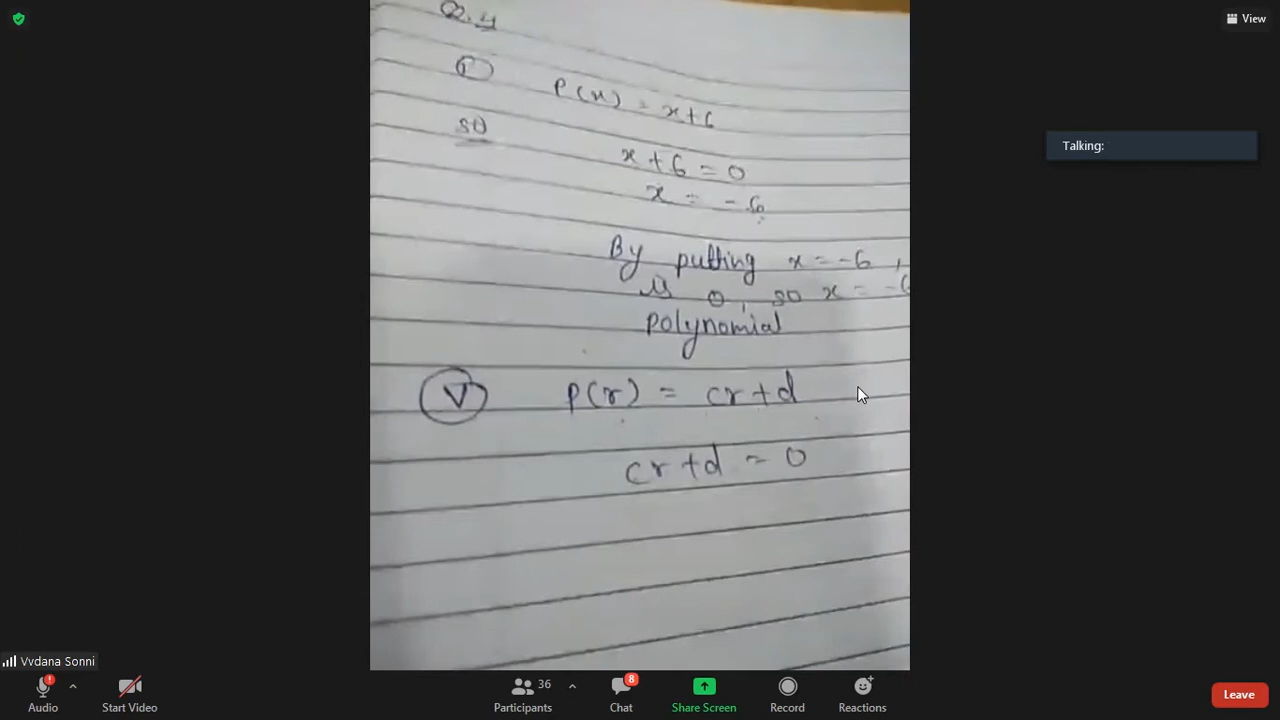 View
Q.4
(i) P(x) = x+6
so
x + 6 = 0
x = - 6
Talking:
By putting x = -6 ,
is 0, so x = -6
polynomial
(V) P(r) = cr+d
cr+d = 0
Vvdana Sonni
Audio
Start Video
36
Participants
8
Chat
Share Screen
Record
Reactions
Leave